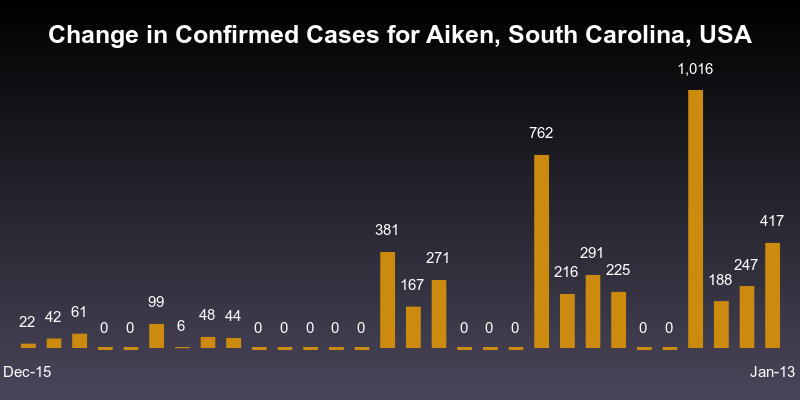 Change in Confirmed Cases for Aiken, South Carolina, USA
22 42 61 0 0 99 6 48 44 0 0 0 0 0 381 167 271 0 0 0 762 216 291 225 0 0 1,016 188 247 417
Dec-15 Jan-13